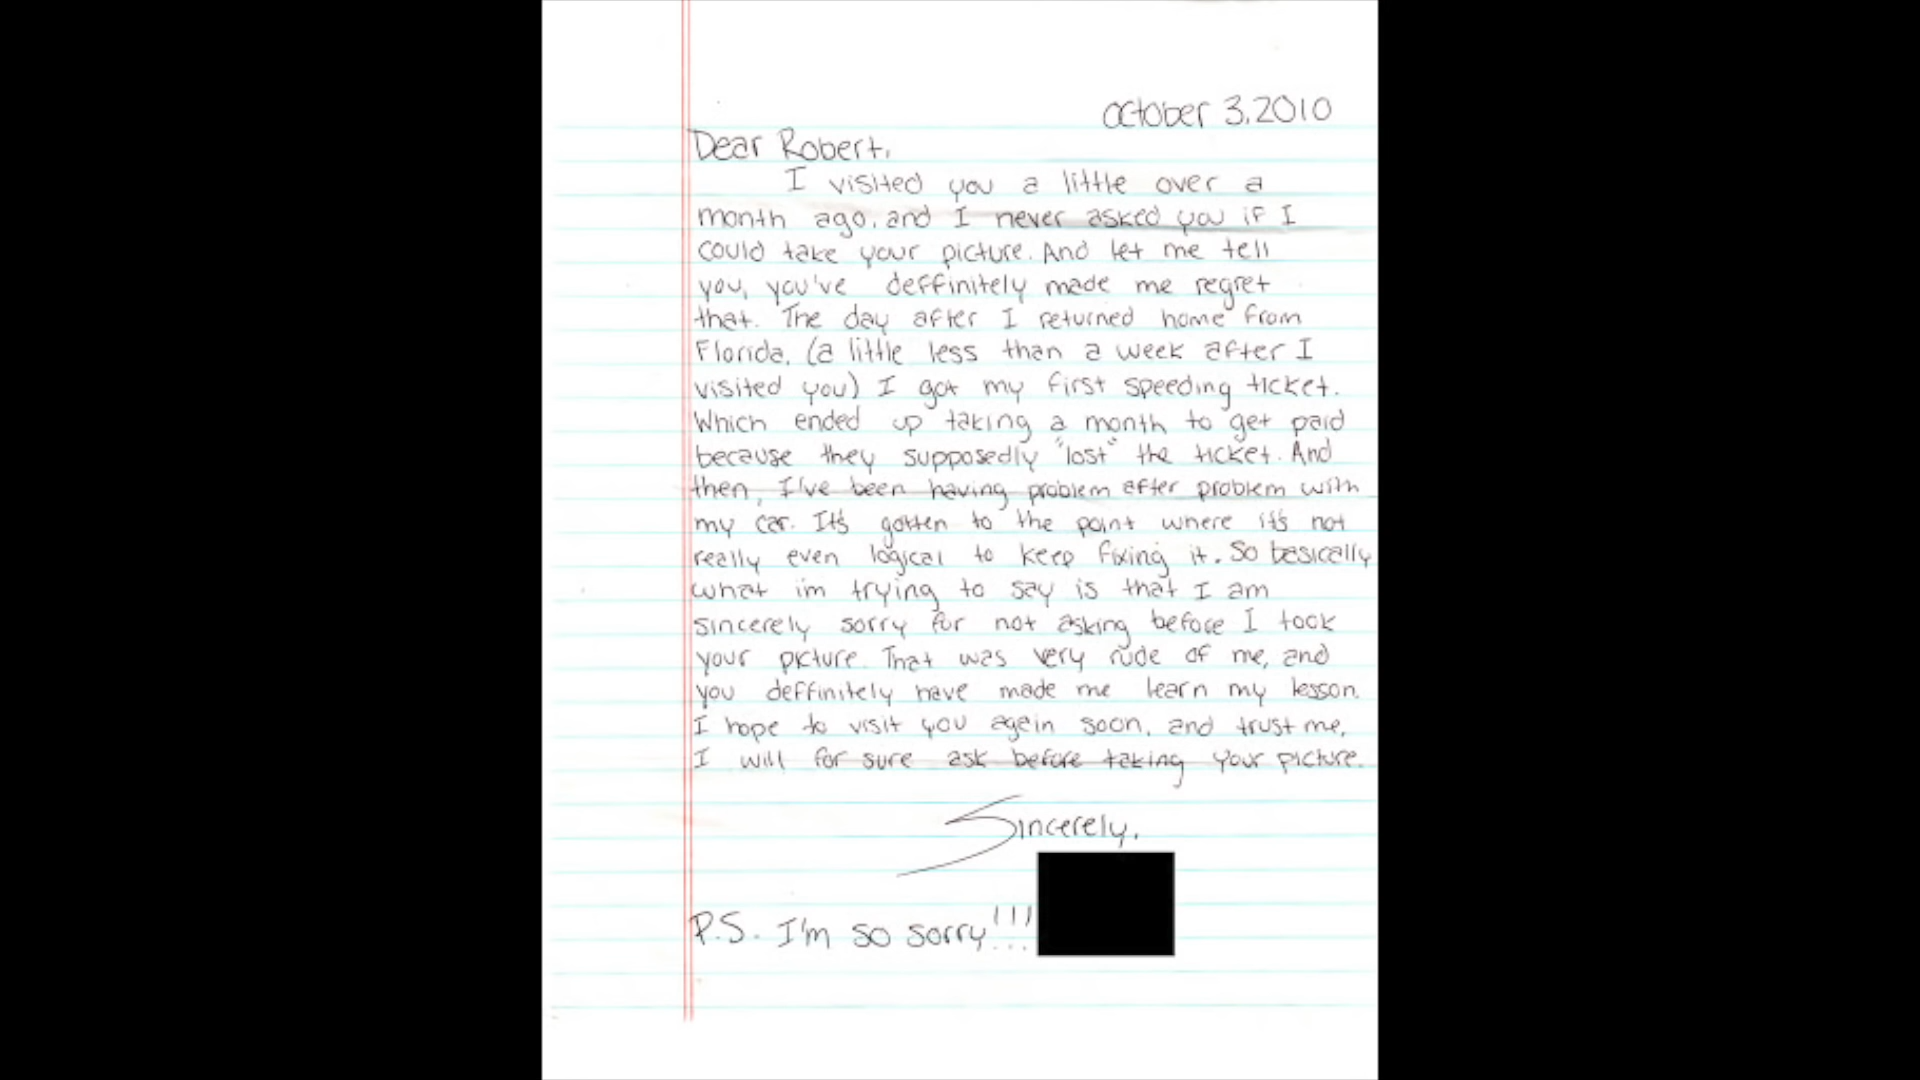 October 3, 2010
Dear Robert,
I visited you a little over a
month ago, and I never asked you if I
could take your picture. And let me tell
you, you've deffinitely made me regret
that. The day after I returned home from
Florida, (a little less than a week after I
visited you) I got my first speeding ticket.
Which ended up taking a month to get paid
because they supposedly "lost" the ticket. And
then, I've been having problem after problem with
my car. It's gotten to the point where it's not
really even logical to keep fixing it. So basically
what im trying to say is that I am
sincerely sorry for not asking before I took
your picture. That was very rude of me, and
you deffinitely have made me learn my lesson.
I hope to visit you again soon, and trust me,
I will for sure ask before taking your picture.
Sincerely,
P.S. I'm so sorry!!!